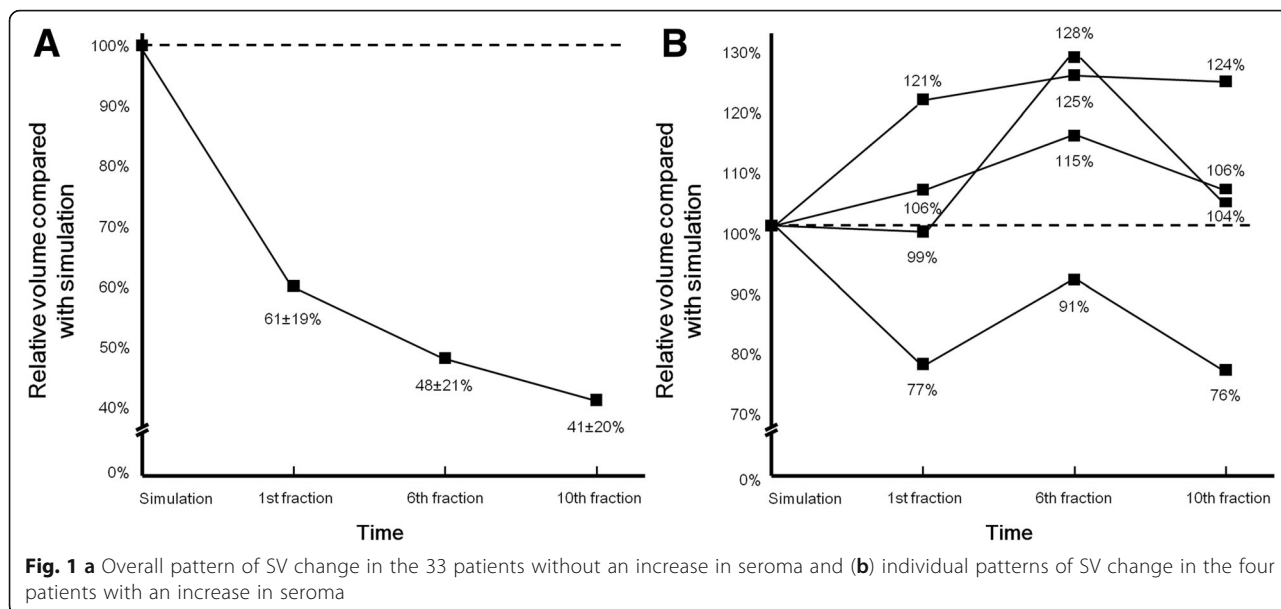 A
Relative volume compared
with simulation
100%
90%
80%
70%
60%
50%
40%
0%
61±19%
48±21%
41±20%
Simulation
1st fraction
6th fraction
10th fraction
Time
B
Relative volume compared
with simulation
130%
120%
110%
100%
90%
80%
70%
0%
121%
128%
124%
125%
115%
106%
106%
104%
99%
91%
77%
76%
Simulation
1st fraction
6th fraction
10th fraction
Time
Fig. 1 a Overall pattern of SV change in the 33 patients without an increase in seroma and (b) individual patterns of SV change in the four
patients with an increase in seroma